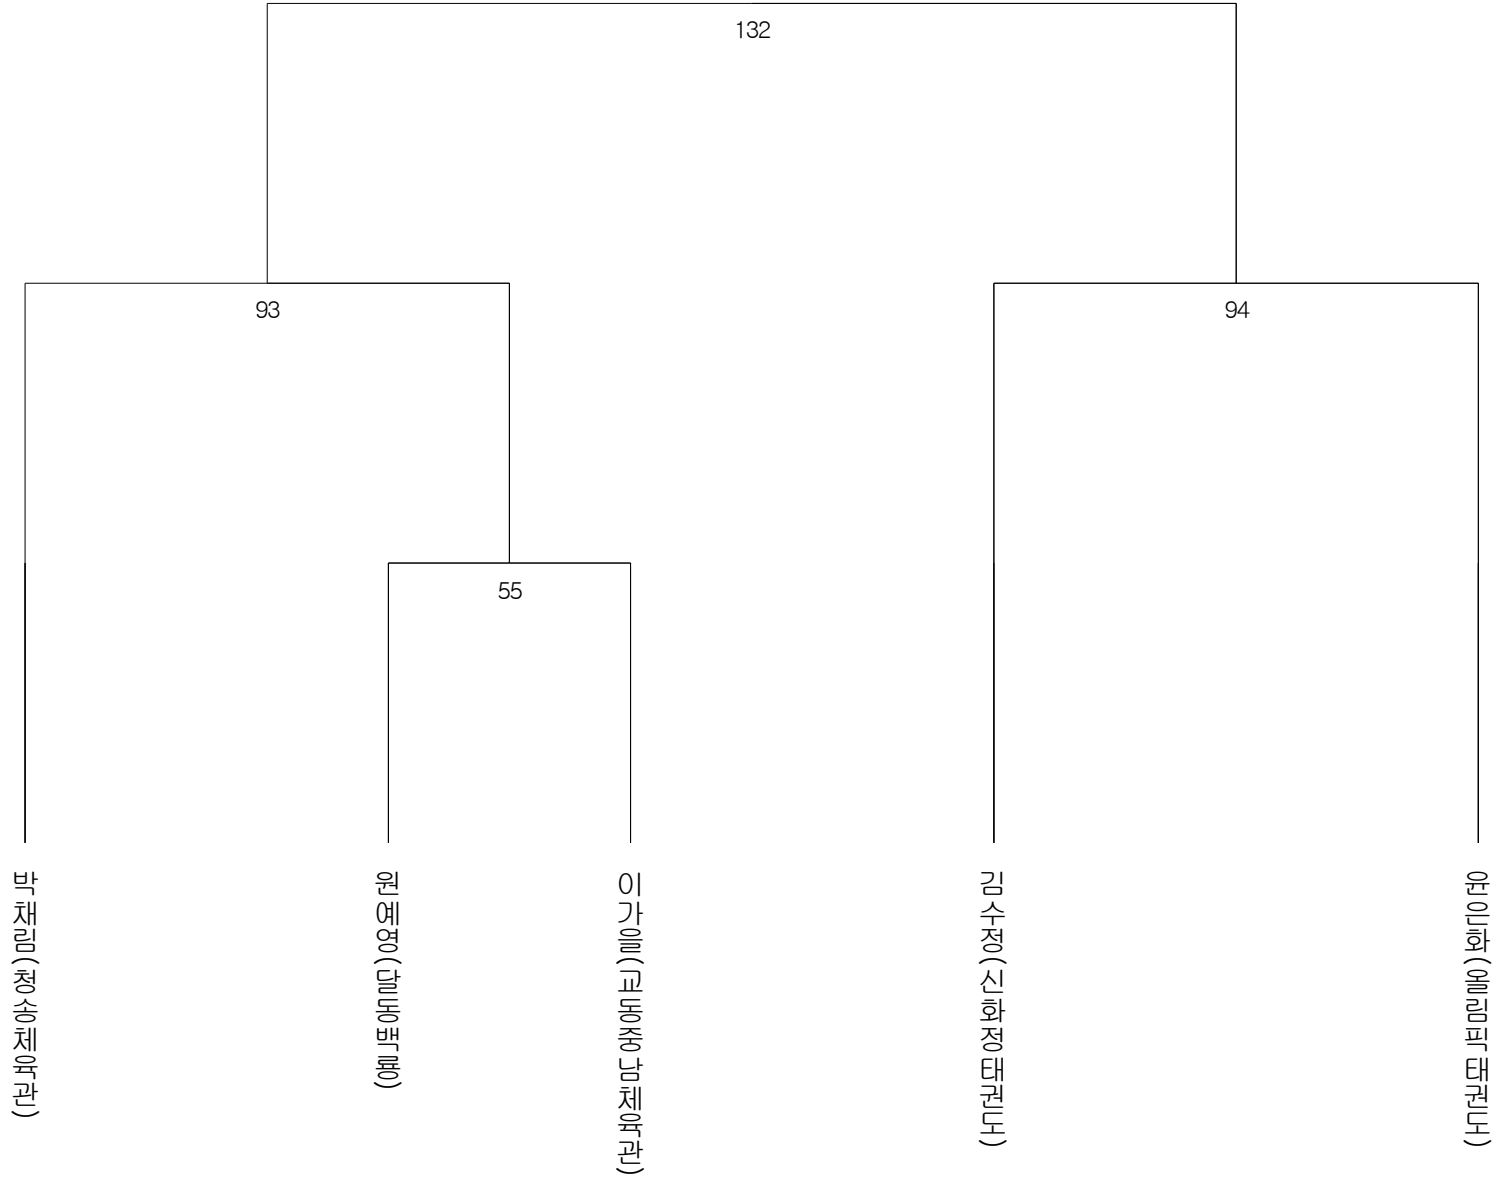 132
93
94
55
박채림(청송체육관)
원예영(달동백룡)
이가을(교동중남체육관)
김수정(신화정태권도)
윤은화(올림픽태권도)